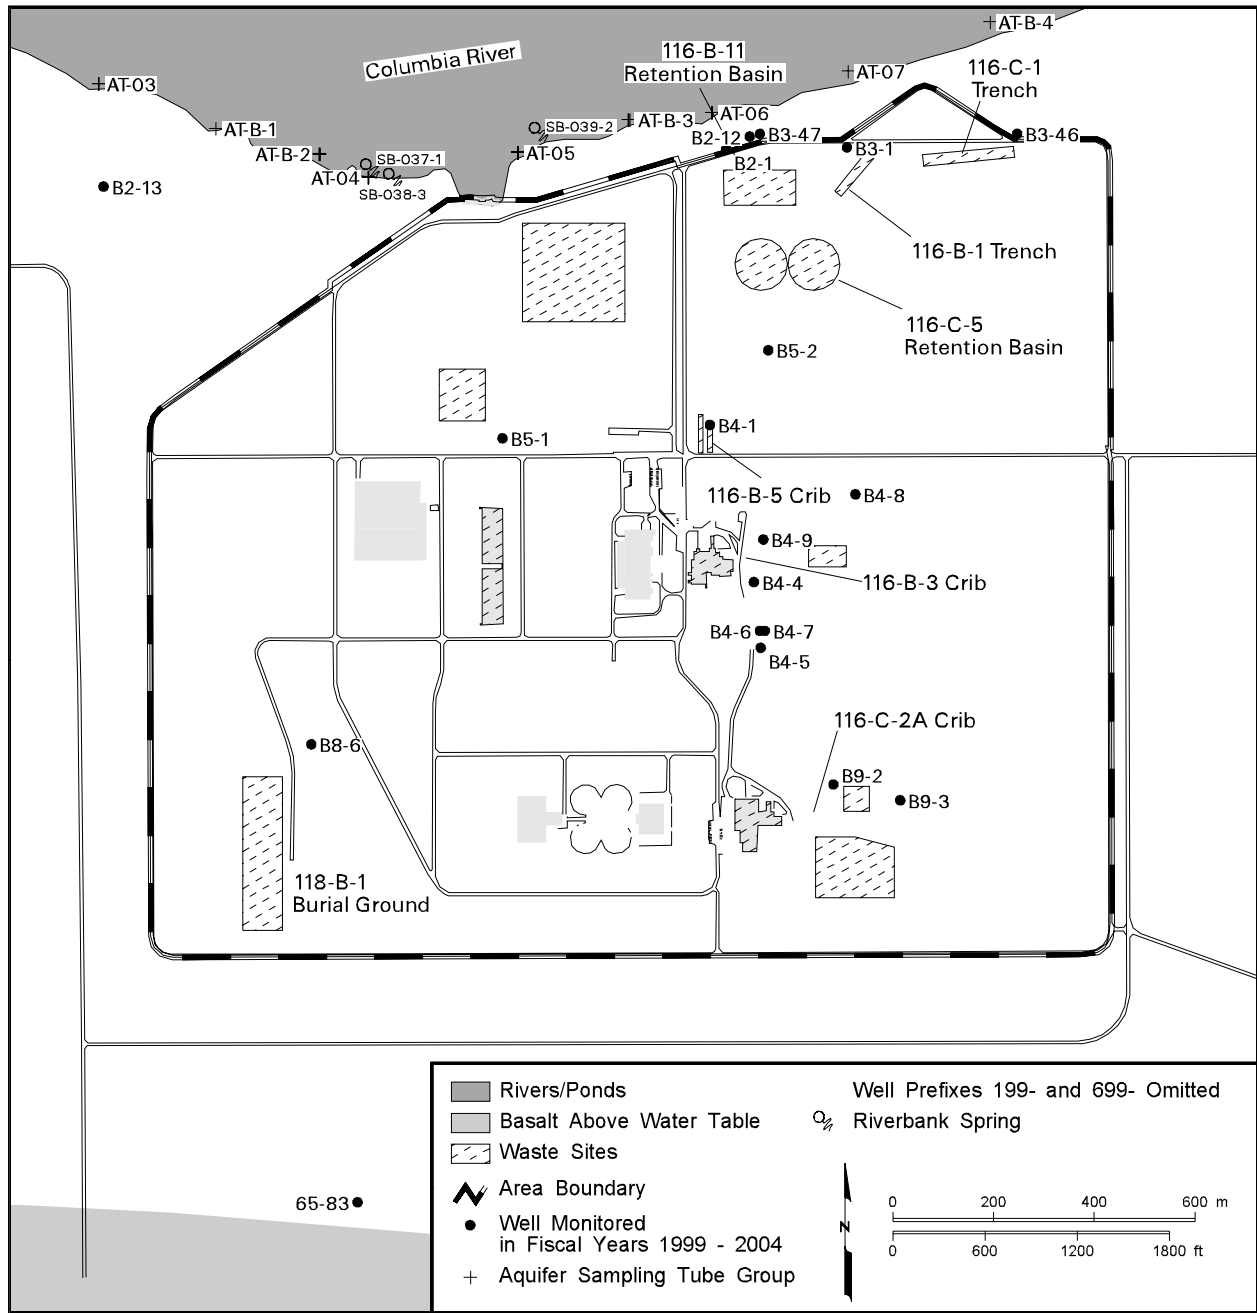 AT-B-4
Columbia River
116-B-11
Retention Basin
AT-07
116-C-1
Trench
AT-03
AT-06
AT-B-3
SB-039-2
AT-B-1
B2-12
B3-47
B3-46
AT-B-2
SB-037-1
AT-05
B2-1
B3-1
AT-04
SB-038-3
B2-13
116-B-1 Trench
116-C-5
Retention Basin
B5-2
B5-1
B4-1
116-B-5 Crib
B4-8
B4-9
116-B-3 Crib
B4-4
B4-6
B4-7
B4-5
116-C-2A Crib
B8-6
B9-2
B9-3
118-B-1
Burial Ground
65-83
Rivers/Ponds
Basalt Above Water Table
Waste Sites
Area Boundary
Well Monitored
in Fiscal Years 1999 - 2004
Aquifer Sampling Tube Group
Well Prefixes 199- and 699- Omitted
Riverbank Spring
N
0 200 400 600 m
0 600 1200 1800 ft